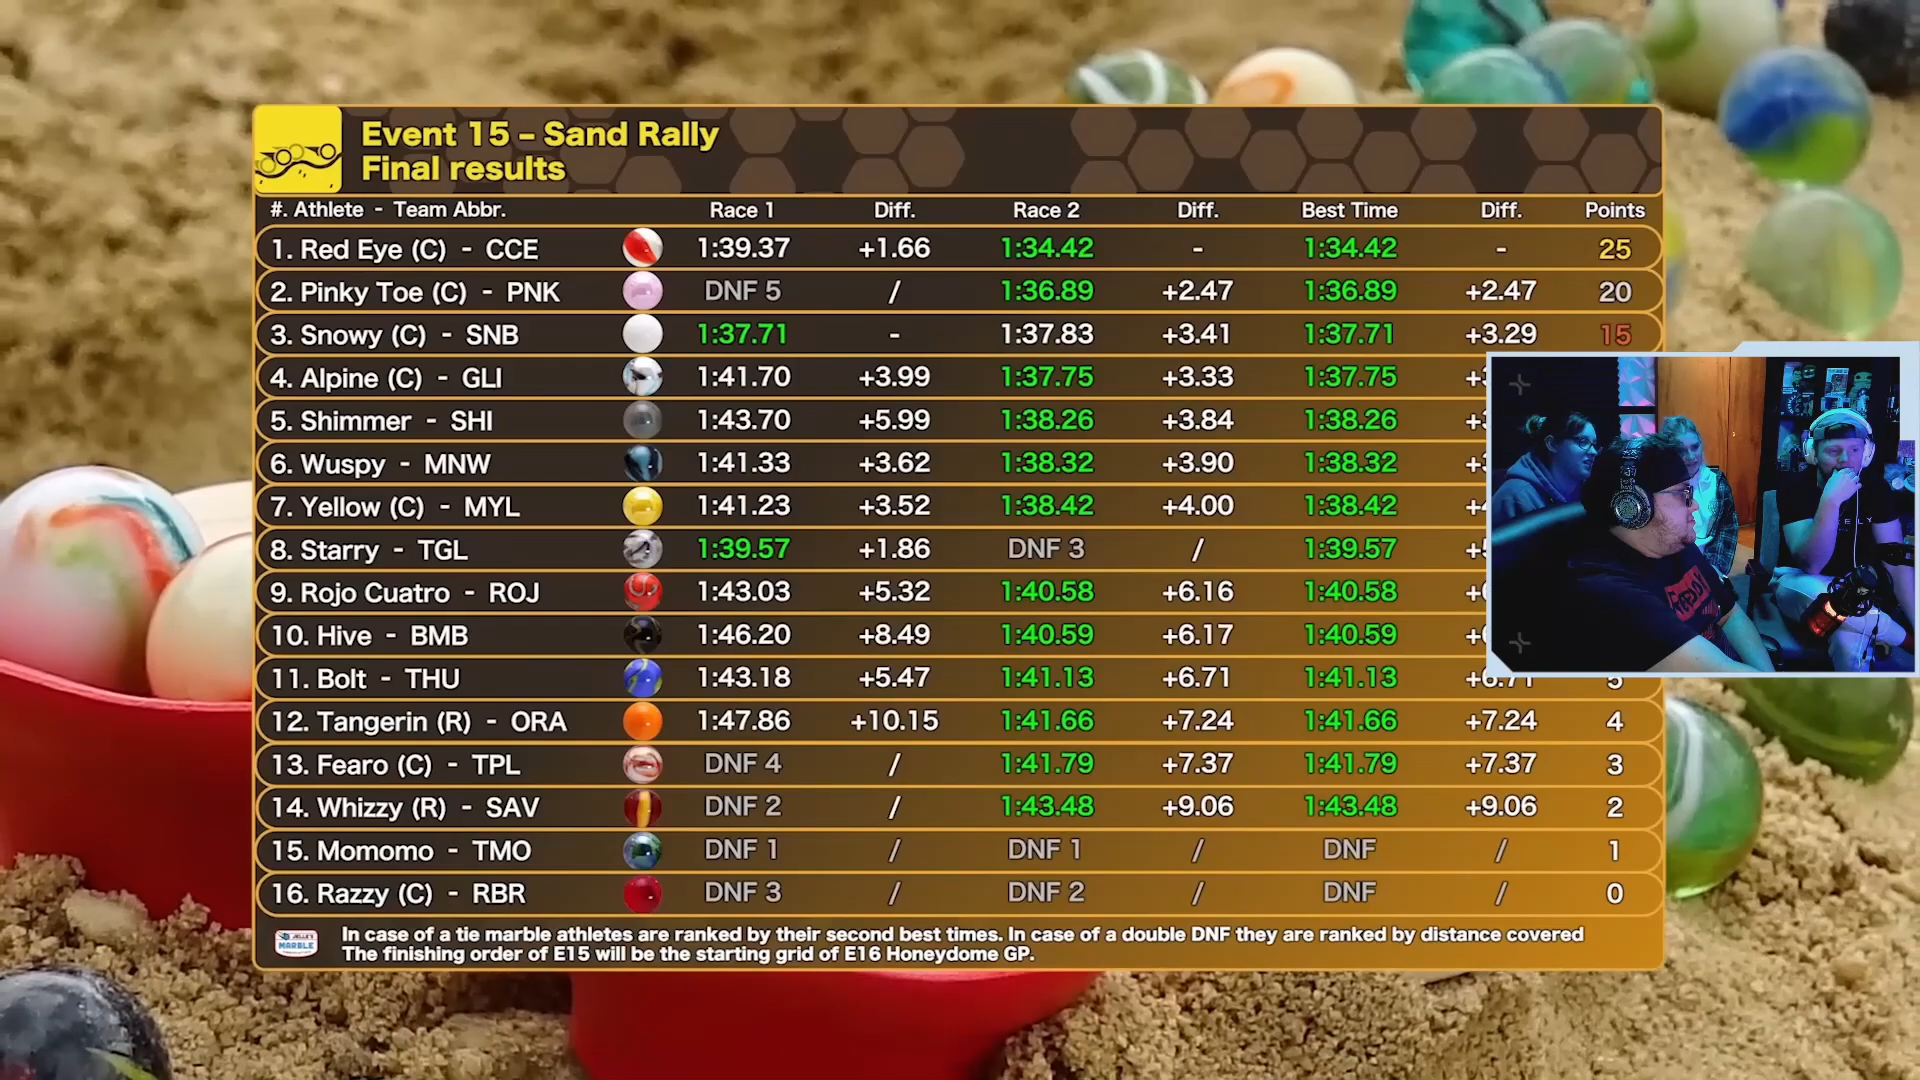 Event 15 – Sand Rally
Final results
#. Athlete - Team Abbr. Race 1 Diff. Race 2 Diff. Best Time Diff. Points
1. Red Eye (C) - CCE 1:39.37 +1.66 1:34.42 - 1:34.42 - 25
2. Pinky Toe (C) - PNK DNF 5 / 1:36.89 +2.47 1:36.89 +2.47 20
3. Snowy (C) - SNB 1:37.71 - 1:37.83 +3.41 1:37.71 +3.29 15
4. Alpine (C) - GLI 1:41.70 +3.99 1:37.75 +3.33 1:37.75
5. Shimmer - SHI 1:43.70 +5.99 1:38.26 +3.84 1:38.26
6. Wuspy - MNW 1:41.33 +3.62 1:38.32 +3.90 1:38.32
7. Yellow (C) - MYL 1:41.23 +3.52 1:38.42 +4.00 1:38.42
8. Starry - TGL 1:39.57 +1.86 DNF 3 / 1:39.57
9. Rojo Cuatro - ROJ 1:43.03 +5.32 1:40.58 +6.16 1:40.58
10. Hive - BMB 1:46.20 +8.49 1:40.59 +6.17 1:40.59
11. Bolt - THU 1:43.18 +5.47 1:41.13 +6.71 1:41.13 +6.71 5
12. Tangerin (R) - ORA 1:47.86 +10.15 1:41.66 +7.24 1:41.66 +7.24 4
13. Fearo (C) - TPL DNF 4 / 1:41.79 +7.37 1:41.79 +7.37 3
14. Whizzy (R) - SAV DNF 2 / 1:43.48 +9.06 1:43.48 +9.06 2
15. Momomo - TMO DNF 1 / DNF 1 / DNF / 1
16. Razzy (C) - RBR DNF 3 / DNF 2 / DNF / 0
JELLE'S
MARBLE
In case of a tie marble athletes are ranked by their second best times. In case of a double DNF they are ranked by distance covered
The finishing order of E15 will be the starting grid of E16 Honeydome GP.